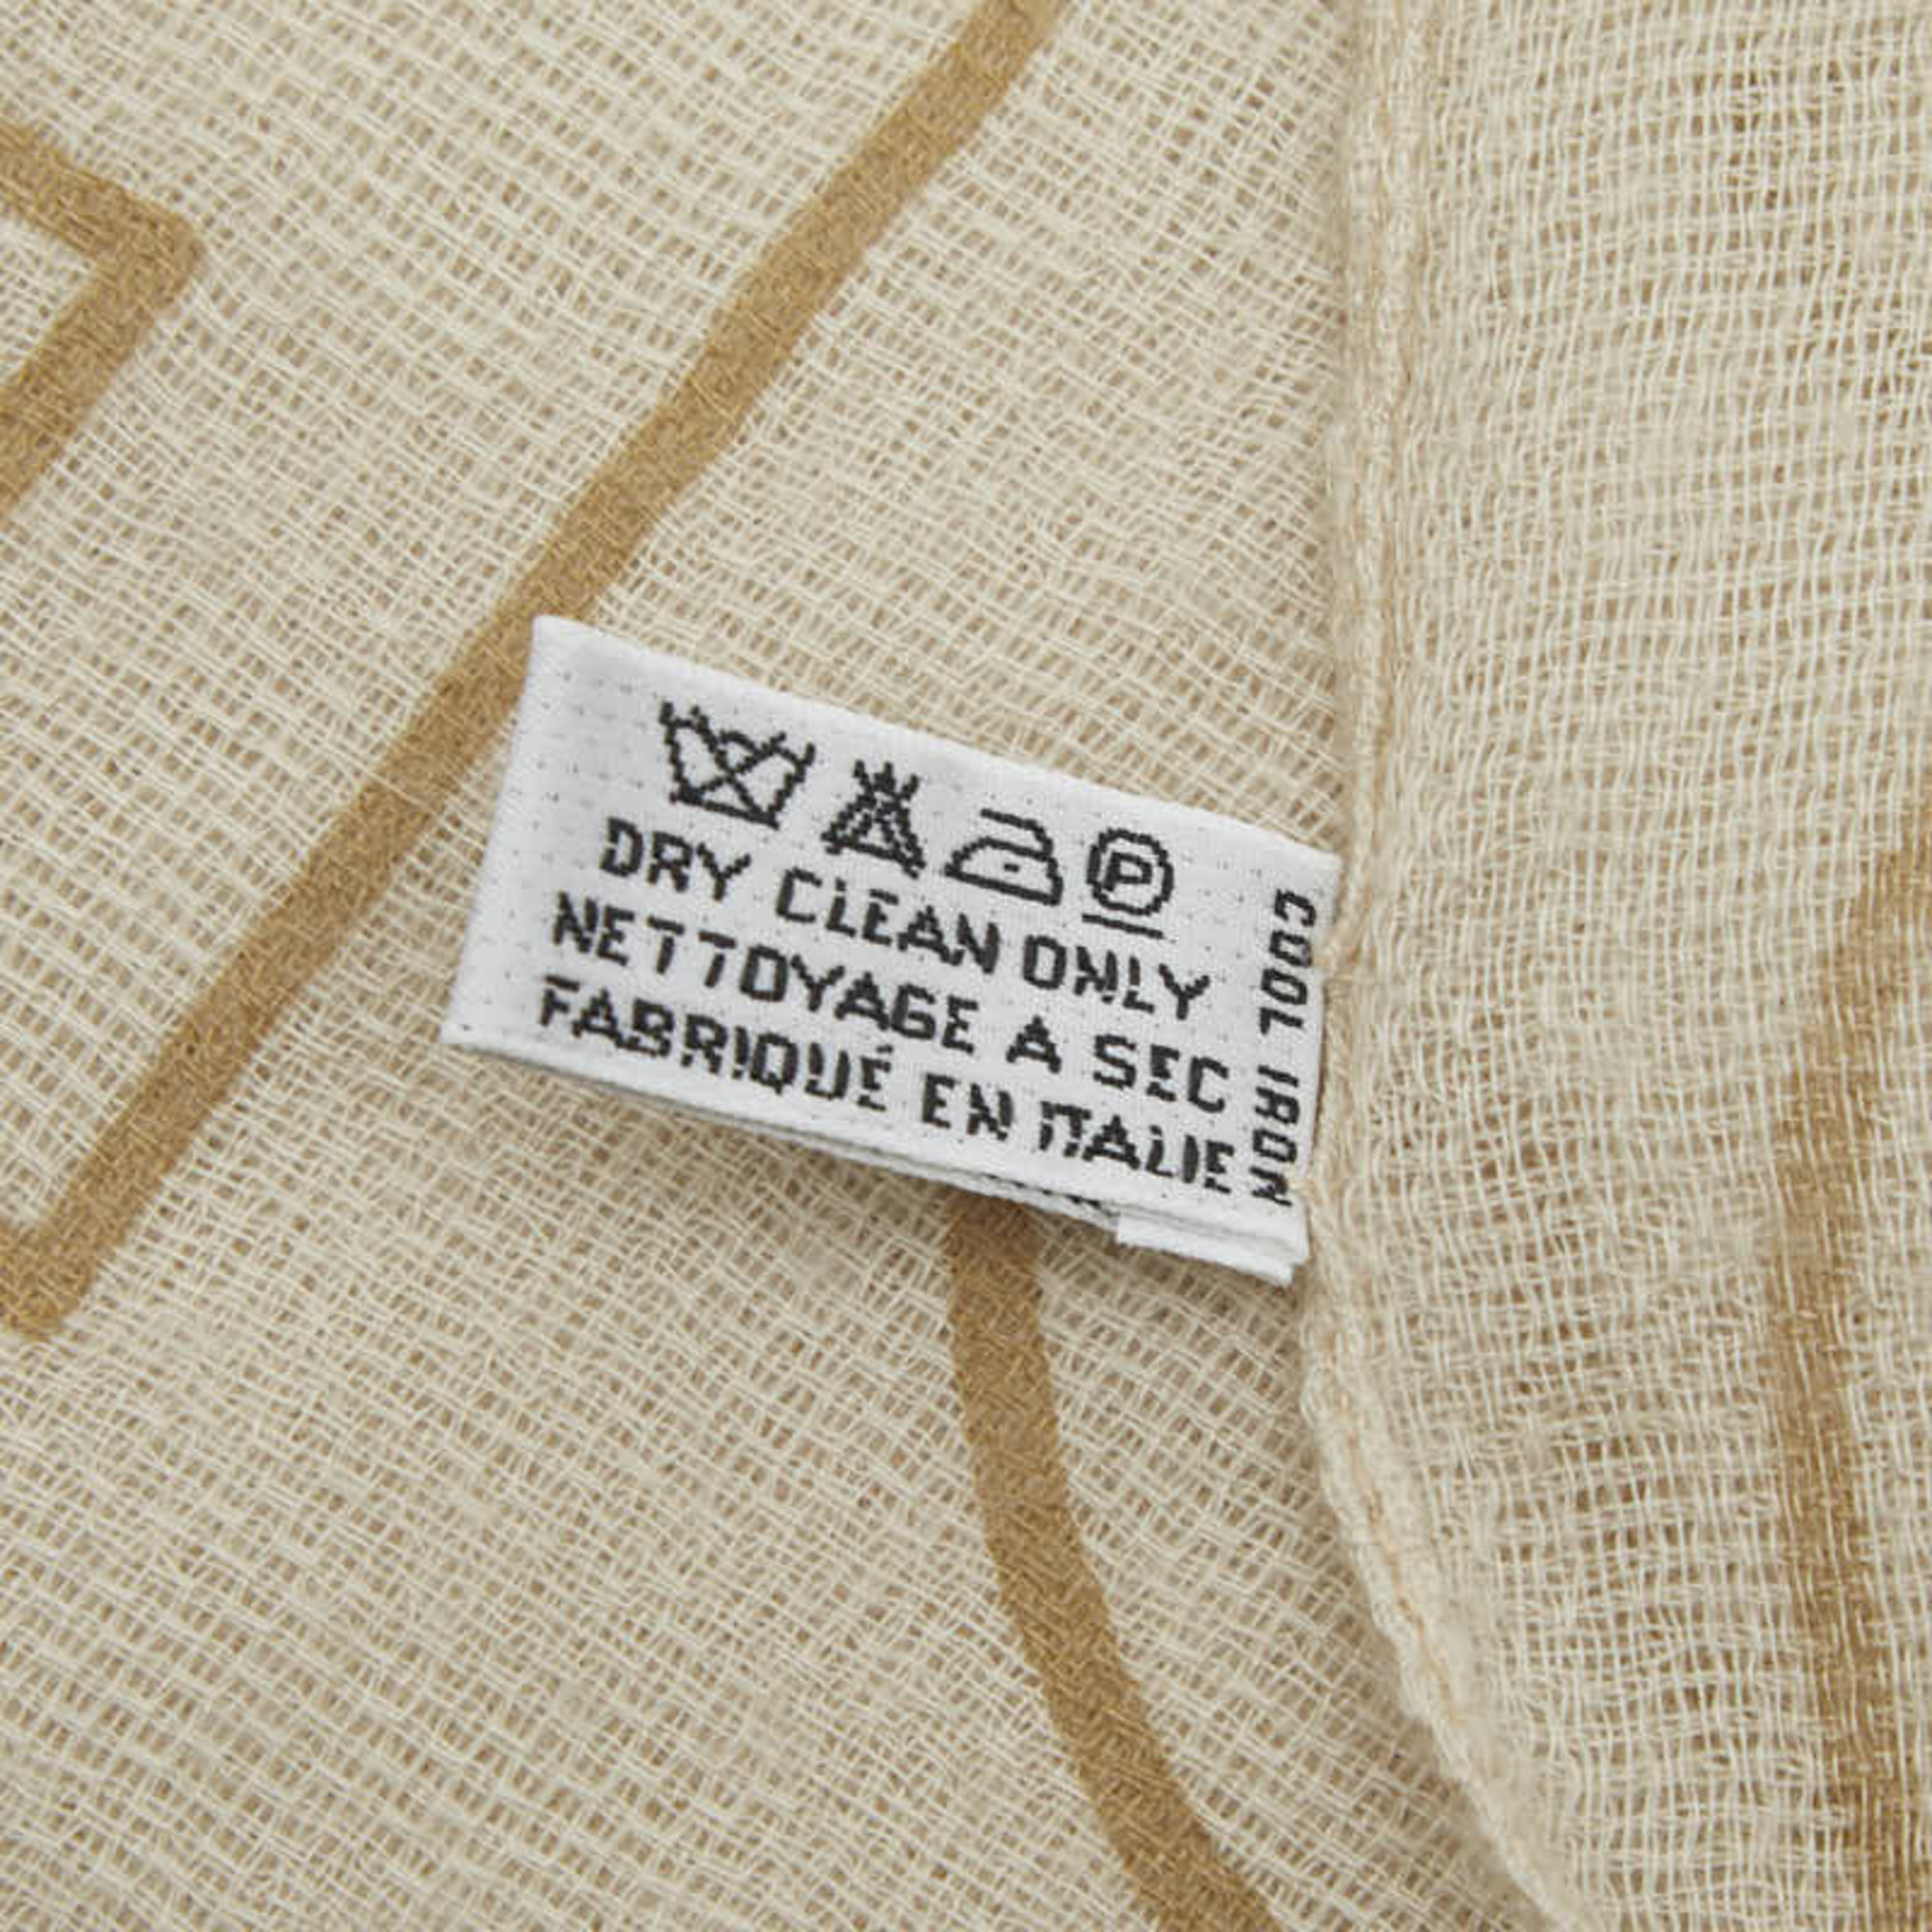 P
DRY CLEAN ONLY
NETTOYAGE A SEC
FABRIQUÉ EN ITALIE
COOL IRON